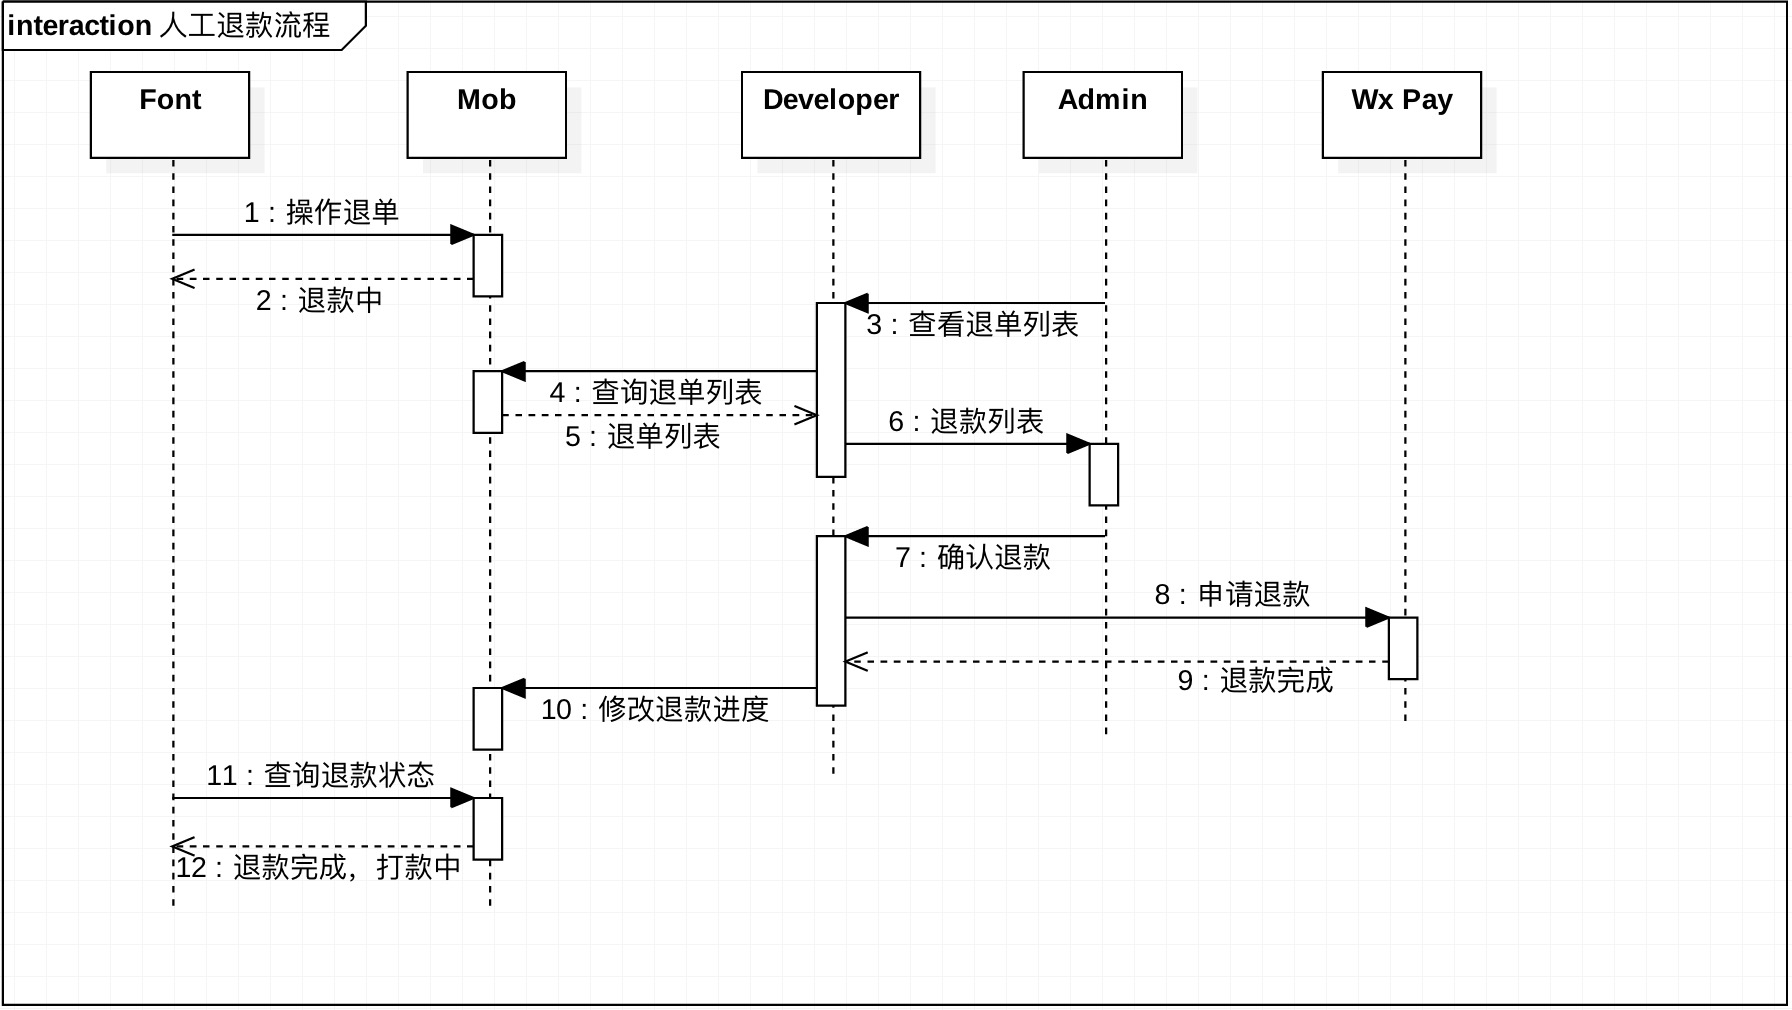 interaction 人工退款流程
Font
Mob
Developer
Admin
Wx Pay
1 : 操作退单
2 : 退款中
3 : 查看退单列表
4 : 查询退单列表
5 : 退单列表
6 : 退款列表
7 : 确认退款
8 : 申请退款
9 : 退款完成
10 : 修改退款进度
11 : 查询退款状态
12 : 退款完成，打款中